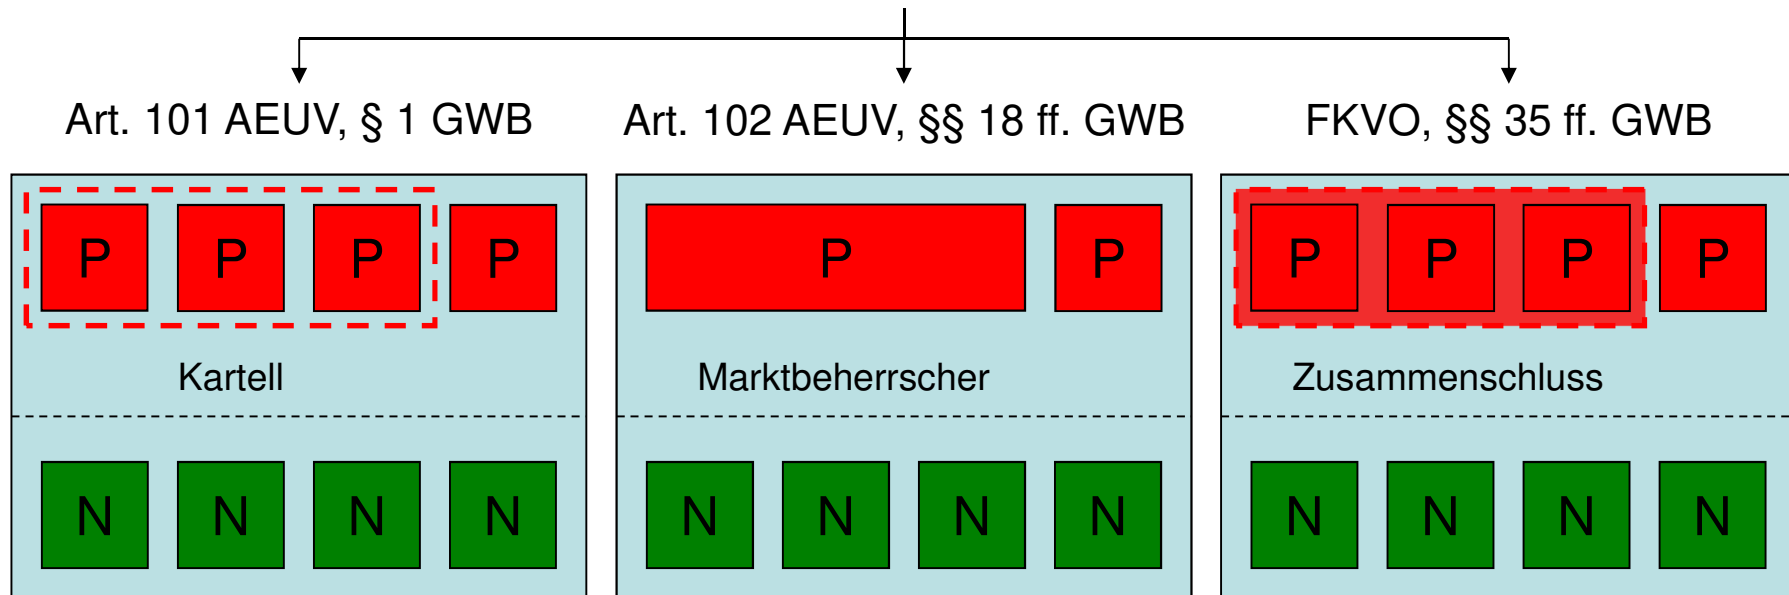 Art. 101 AEUV, § 1 GWB
Art. 102 AEUV, §§ 18 ff. GWB
FKVO, §§ 35 ff. GWB
P P P P
P P
P P P P
Kartell
Marktbeherrscher
Zusammenschluss
N N N N
N N N N
N N N N